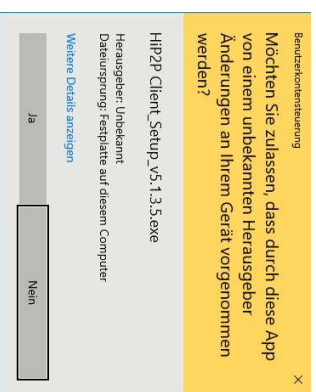 Benutzerkontensteuerung
Möchten Sie zulassen, dass durch diese App
von einem unbekannten Herausgeber
Änderungen an Ihrem Gerät vorgenommen
werden?
HiP2P Client_Setup_v5.1.3.5.exe
Herausgeber: Unbekannt
Dateiursprung: Festplatte auf diesem Computer
Weitere Details anzeigen
Ja
Nein